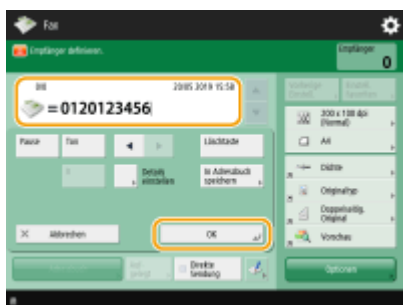 Fax
Empfänger definieren.
Empfänger
0
20/05 2019 15:58
=0120123456
200 x 100 dpi
(Normal)
A4
Pause
Ton
Löschtaste
Details
einstellen
In Adressbuch
speichern
Dichte
Originaltyp
Doppelseitig.
Original
Vorschau
Abbrechen
OK
Direkte
Sendung
Optionen